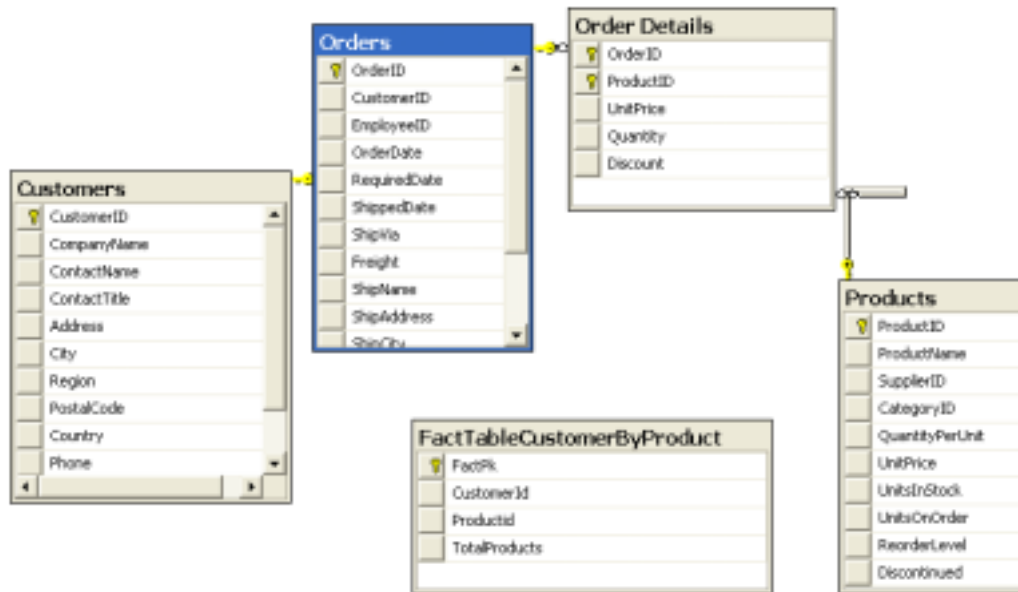 Customers
CustomerID
CompanyName
ContactName
ContactTitle
Address
City
Region
PostalCode
Country
Phone
Orders
OrderID
CustomerID
EmployeeID
OrderDate
RequiredDate
ShippedDate
ShipVia
Freight
ShipName
ShipAddress
ShipCity
Order Details
OrderID
ProductID
UnitPrice
Quantity
Discount
FactTableCustomerByProduct
FactPk
CustomerId
Productid
TotalProducts
Products
ProductID
ProductName
SupplierID
CategoryID
QuantityPerUnit
UnitPrice
UnitsInStock
UnitsOnOrder
ReorderLevel
Discontinued